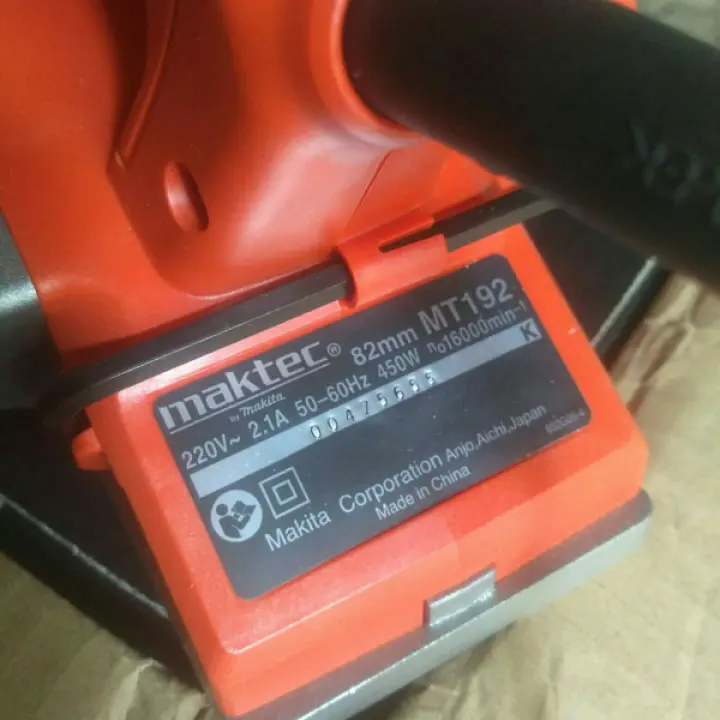 maktec® 82mm MT192
by makita
220V~ 2.1A 50-60Hz 450W n₀16000min⁻¹
K
Makita Corporation Anjo,Aichi,Japan
Made in China